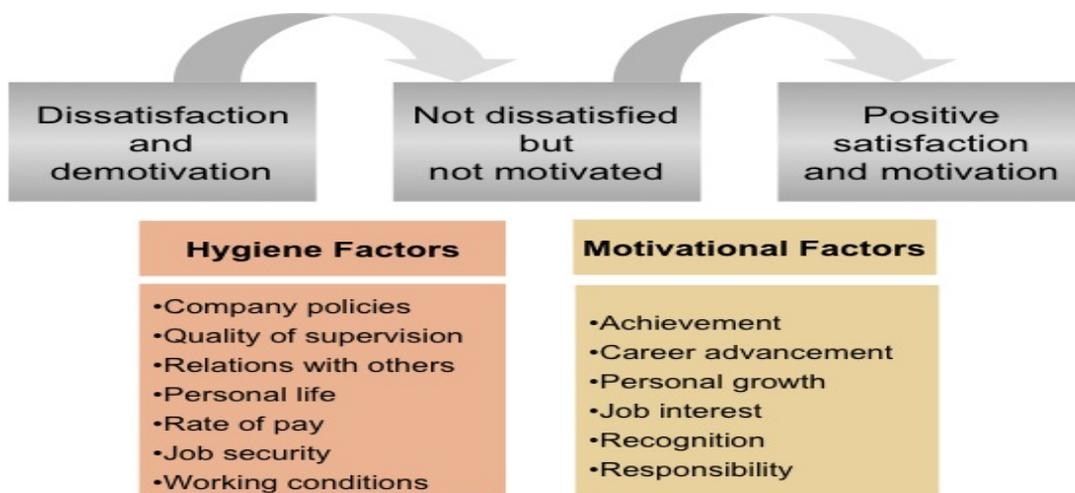 Dissatisfaction
and
demotivation
Not dissatisfied
but
not motivated
Positive
satisfaction
and motivation
Hygiene Factors
•Company policies
•Quality of supervision
•Relations with others
•Personal life
•Rate of pay
•Job security
•Working conditions
Motivational Factors
•Achievement
•Career advancement
•Personal growth
•Job interest
•Recognition
•Responsibility